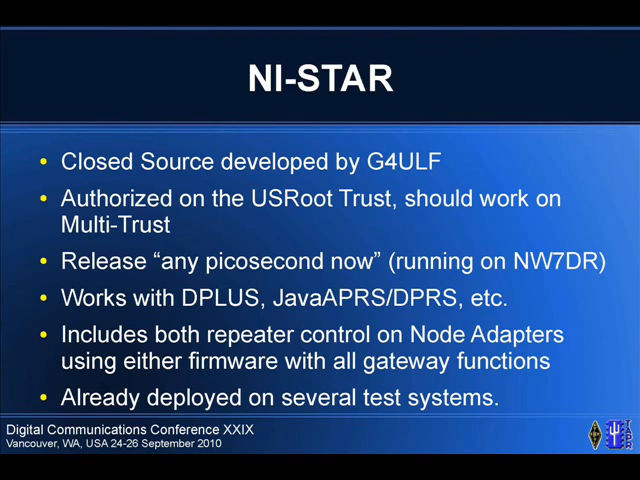 NI-STAR
• Closed Source developed by G4ULF
• Authorized on the USRoot Trust, should work on
Multi-Trust
• Release “any picosecond now” (running on NW7DR)
• Works with DPLUS, JavaAPRS/DPRS, etc.
• Includes both repeater control on Node Adapters
using either firmware with all gateway functions
• Already deployed on several test systems.
Digital Communications Conference XXIX
Vancouver, WA, USA 24-26 September 2010
TAPR